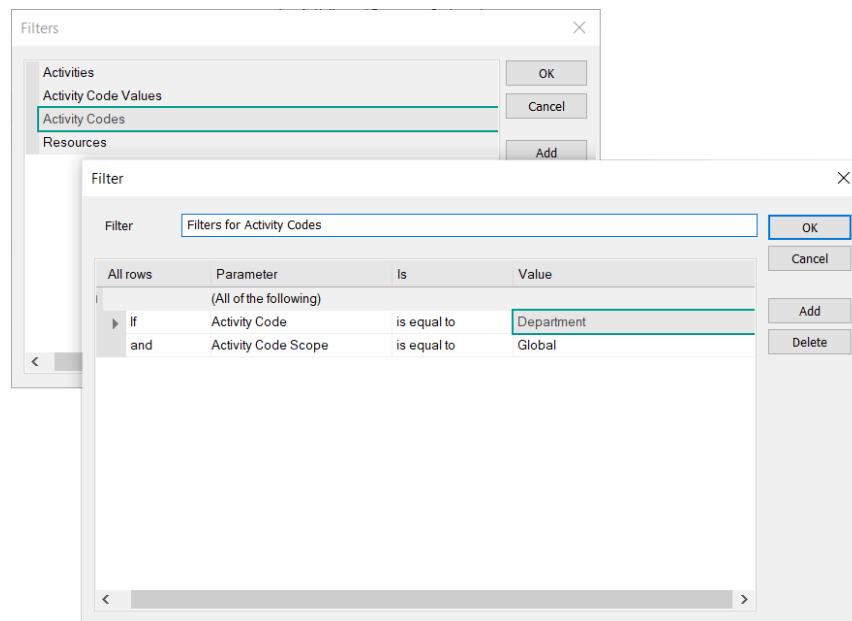 Filters
Activities
OK
Activity Code Values
Cancel
Activity Codes
Resources
Add
Filter
Filter Filters for Activity Codes
OK
Cancel
All rows Parameter Is Value
(All of the following)
Add
If Activity Code is equal to Department
and Activity Code Scope is equal to Global
Delete